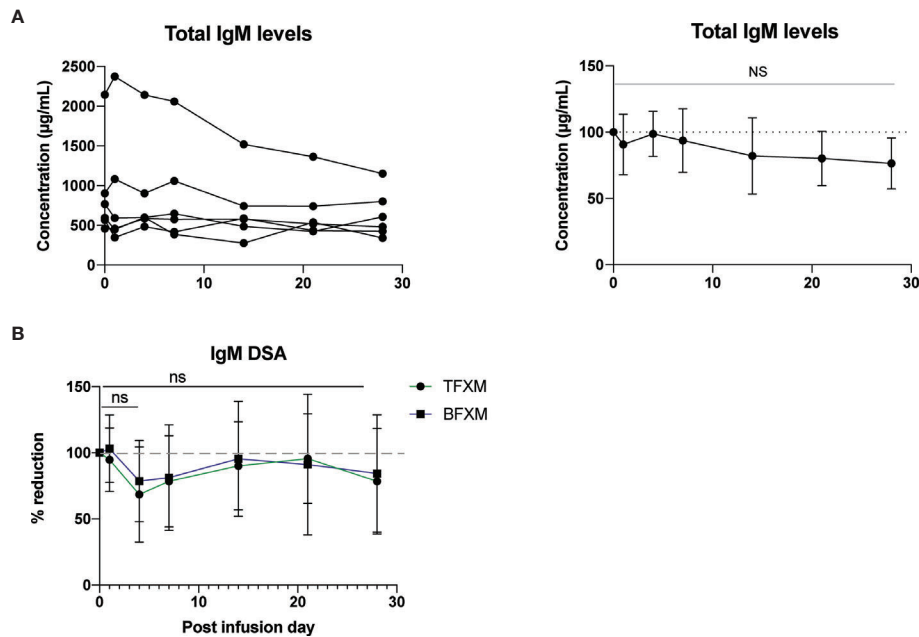 A
Total IgM levels
Concentration (µg/mL)
2500
2000
1500
1000
500
0
0 10 20 30
Total IgM levels
Concentration (µg/mL)
NS
150
100
50
0
0 10 20 30
B
IgM DSA
% reduction
ns
ns
150
100
50
0
0 10 20 30
Post infusion day
TFXM
BFXM